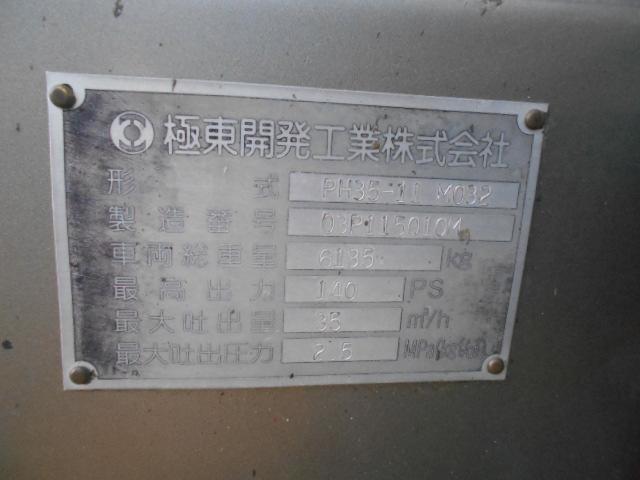 極東開発工業株式会社
形 式 PH35-11 M032
製造番号 03P115010M
車両総重量 6135 kg
最高出力 140 PS
最大吐出量 35 m³/h
最大吐出圧力 2.5 MPa